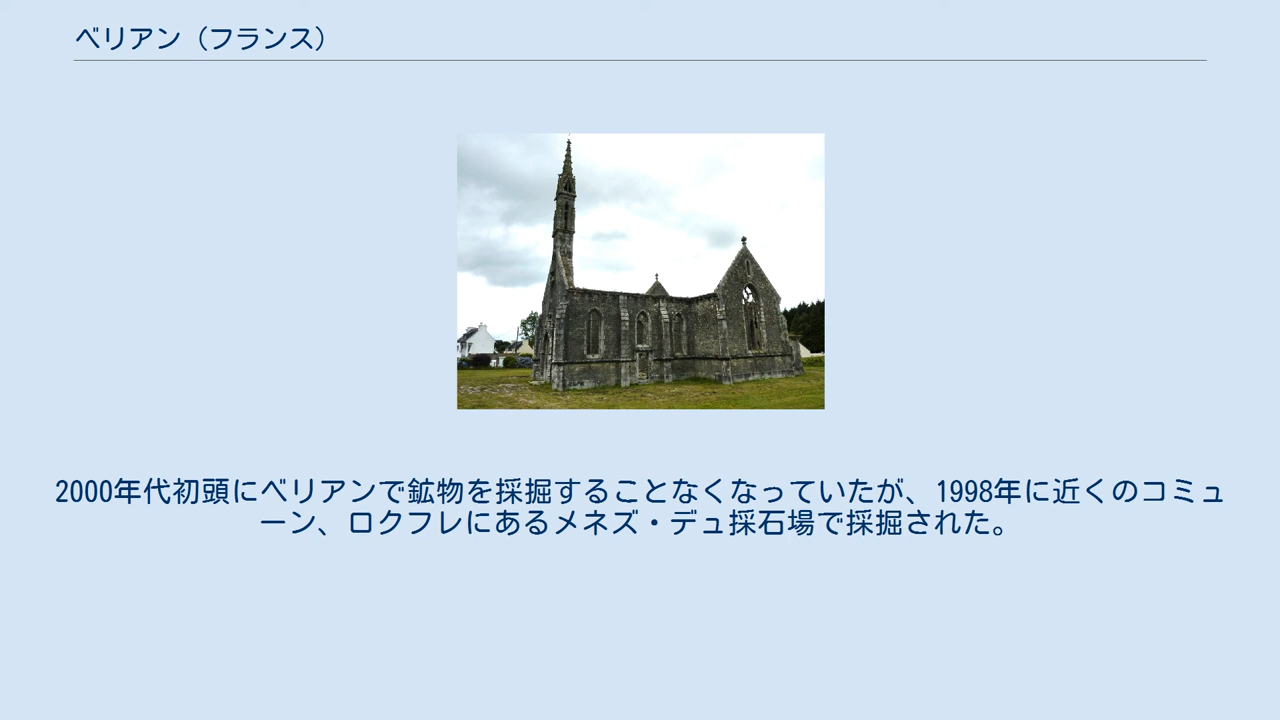 ベリアン（フランス）
2000年代初頭にベリアンで鉱物を採掘することなくなっていたが、1998年に近くのコミュ
ーン、ロクフレにあるメネズ・デュ採石場で採掘された。